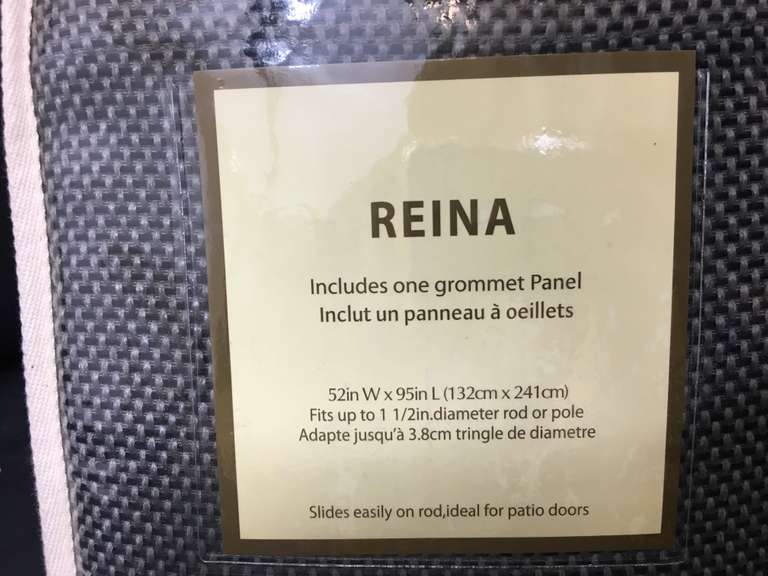 REINA
Includes one grommet Panel
Inclut un panneau à oeillets
52in W x 95in L (132cm x 241cm)
Fits up to 1 1/2in.diameter rod or pole
Adapte jusqu'à 3.8cm tringle de diametre
Slides easily on rod,ideal for patio doors